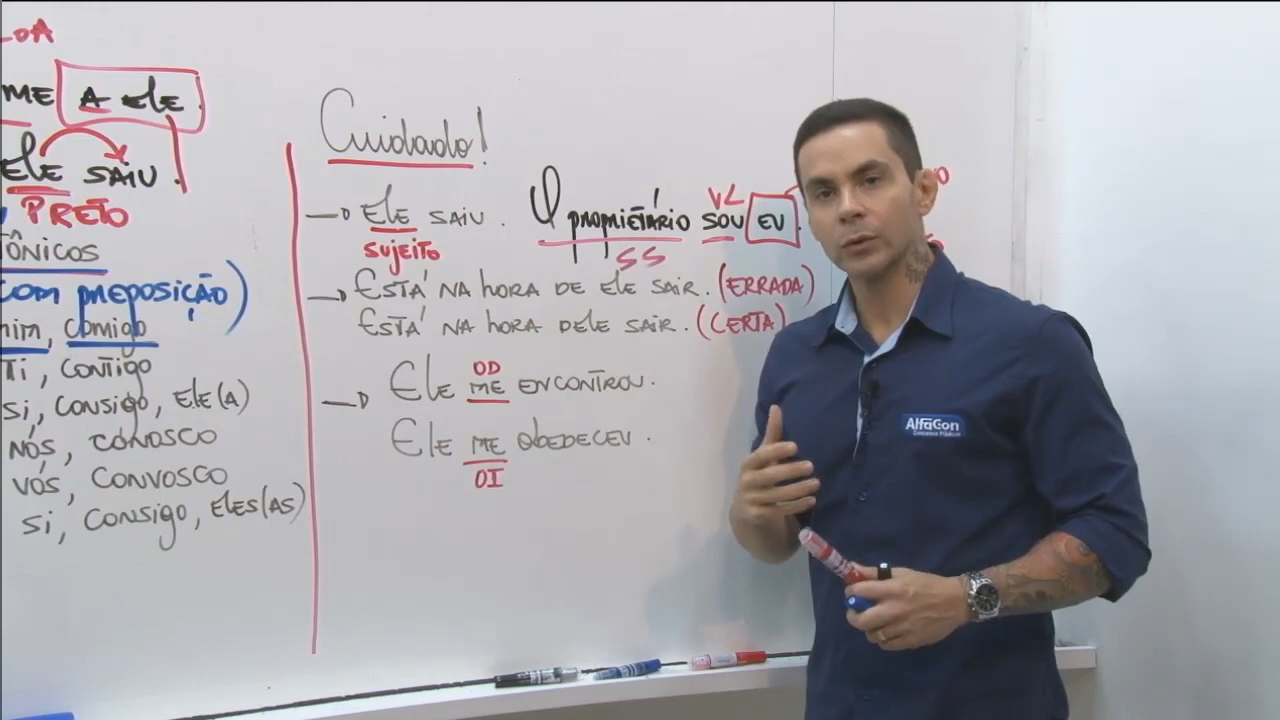 ME A ELE.
ELE SAIU.
PRETO
TÔNICOS
COM PREPOSIÇÃO)
MIM, COMIGO
TI, CONTIGO
SI, CONSIGO, ELE(A)
NÓS, CONOSCO
VÓS, CONVOSCO
SI, CONSIGO, ELES(AS)
Cuidado!
ELE SAIU.
SUJEITO
VL
O PROPRIETÁRIO SOU EU.
SS
ESTÁ NA HORA DE ELE SAIR. (ERRADA)
ESTÁ NA HORA DELE SAIR. (CERTA)
OD
ELE ME ENCONTROU.
ELE ME OBEDECEU.
OI
AlfaCon
Concursos Públicos